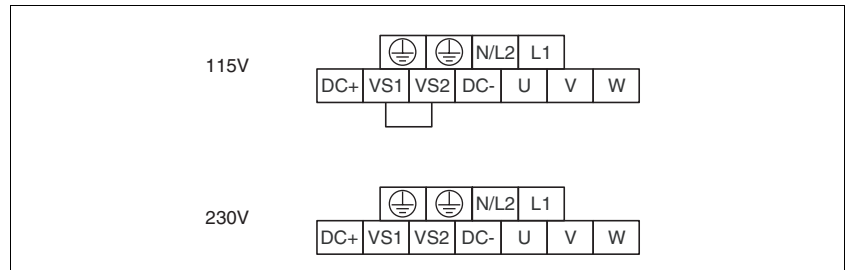 115V
N/L2 L1
DC+ VS1 VS2 DC- U V W
230V
N/L2 L1
DC+ VS1 VS2 DC- U V W